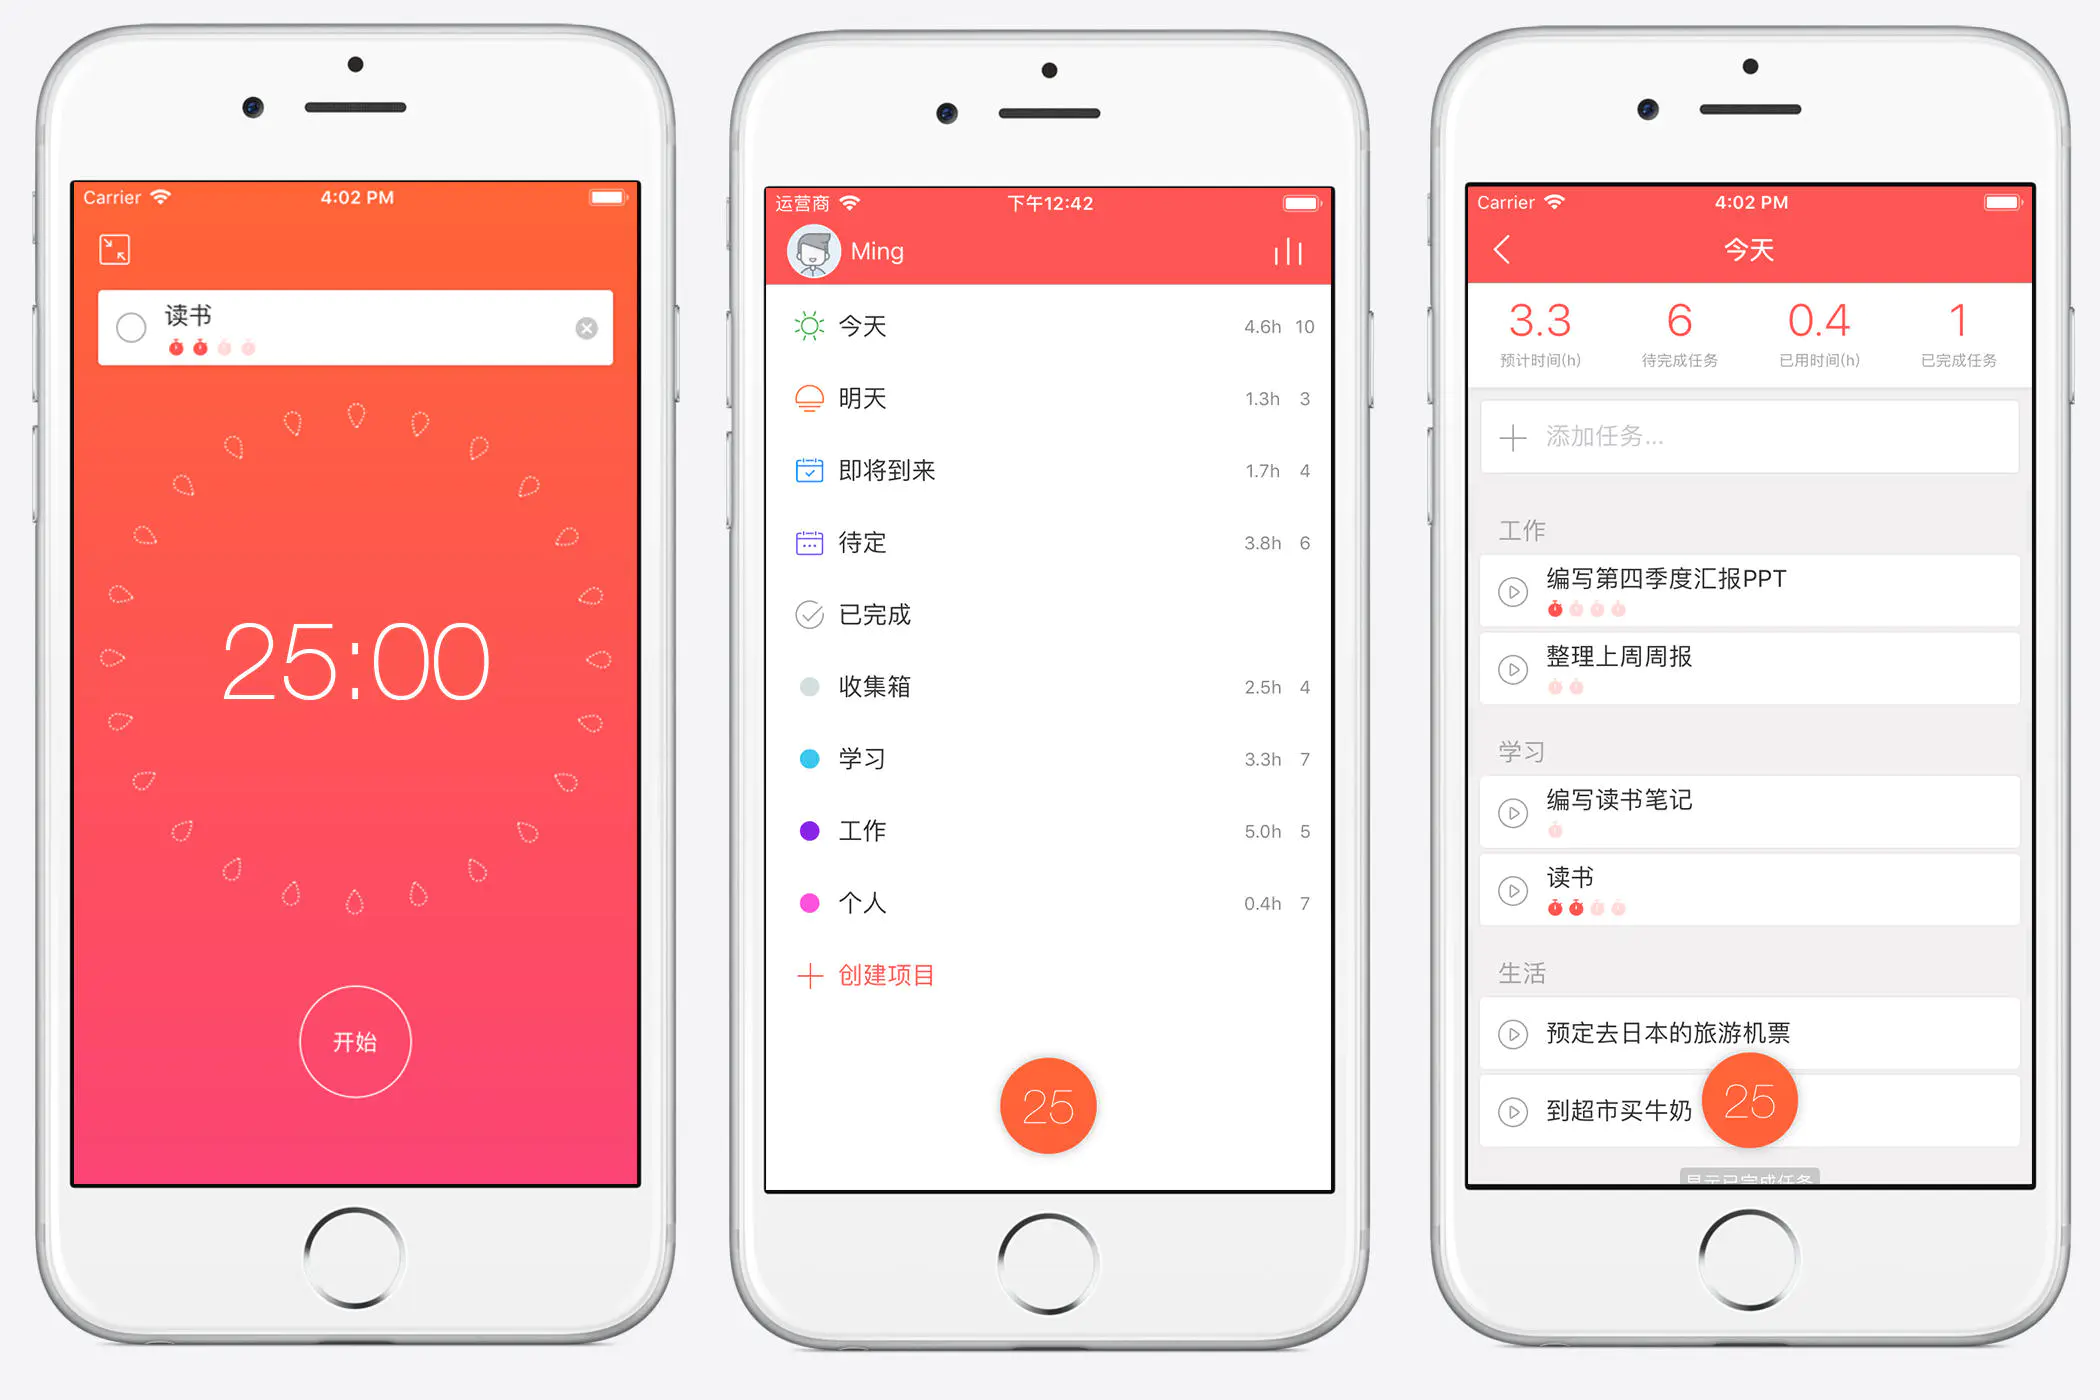 Carrier 4:02 PM
读书
25:00
开始
运营商 下午12:42
Ming
今天 4.6h 10
明天 1.3h 3
即将到来 1.7h 4
待定 3.8h 6
已完成
收集箱 2.5h 4
学习 3.3h 7
工作 5.0h 5
个人 0.4h 7
创建项目
25
Carrier 4:02 PM
今天
3.3 6 0.4 1
预计时间(h) 待完成任务 已用时间(h) 已完成任务
添加任务...
工作
编写第四季度汇报PPT
整理上周周报
学习
编写读书笔记
读书
生活
预定去日本的旅游机票
到超市买牛奶
25
显示已完成任务